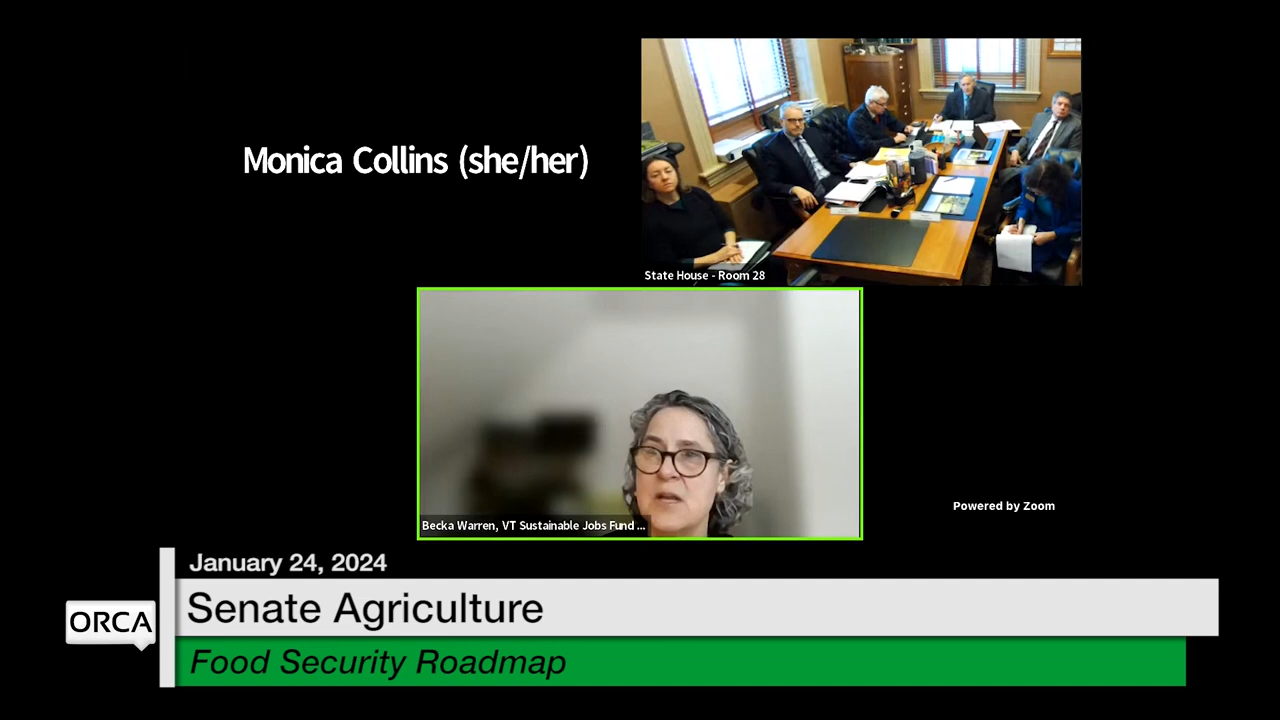 Monica Collins (she/her)
State House - Room 28
Becka Warren, VT Sustainable Jobs Fund ...
Powered by Zoom
January 24, 2024
ORCA
Senate Agriculture
Food Security Roadmap